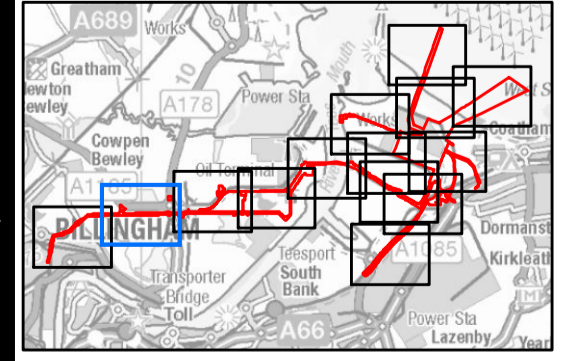 A689
Works
Greatham
ewton
ewley
10
A178
Power Sta
Mouth
West S
Works
Coatham
Cowpen
Bewley
Oil Terminal
A1185
BILLINGHAM
Dormanst
A1085
Teesport
South
Bank
Kirkleath
Transporter
Bridge
Toll
M
A66
Power Sta
Lazenby
Year